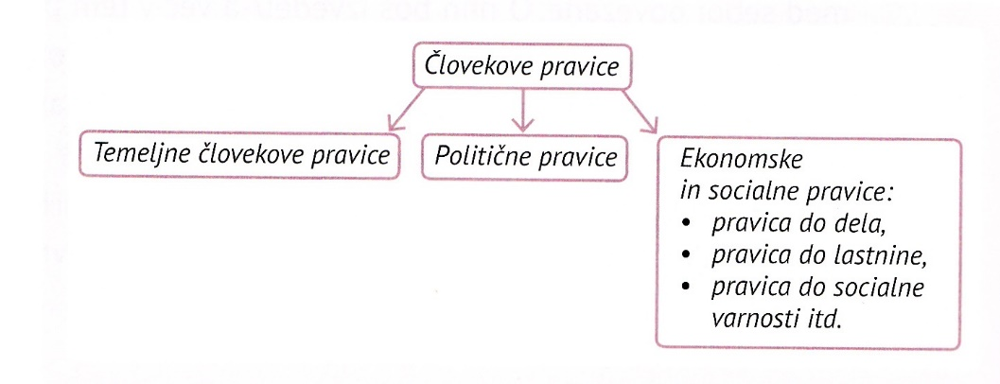 Človekove pravice
Temeljne človekove pravice
Politične pravice
Ekonomske
in socialne pravice:
• pravica do dela,
• pravica do lastnine,
• pravica do socialne
varnosti itd.